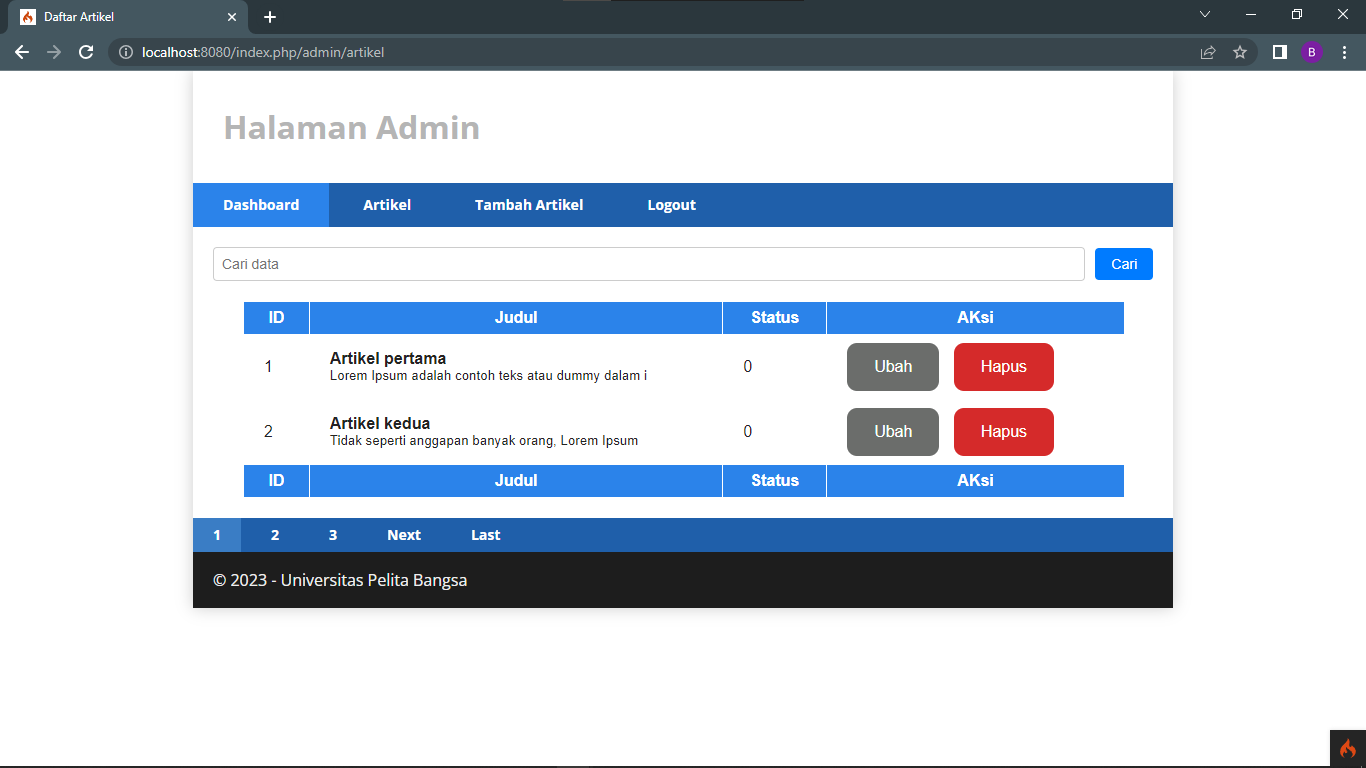 Daftar Artikel
localhost:8080/index.php/admin/artikel
B
Halaman Admin
Dashboard Artikel Tambah Artikel Logout
Cari data Cari
ID Judul Status AKsi
1 Artikel pertama 0 Ubah Hapus
Lorem Ipsum adalah contoh teks atau dummy dalam i
2 Artikel kedua 0 Ubah Hapus
Tidak seperti anggapan banyak orang, Lorem Ipsum
ID Judul Status AKsi
1 2 3 Next Last
© 2023 - Universitas Pelita Bangsa